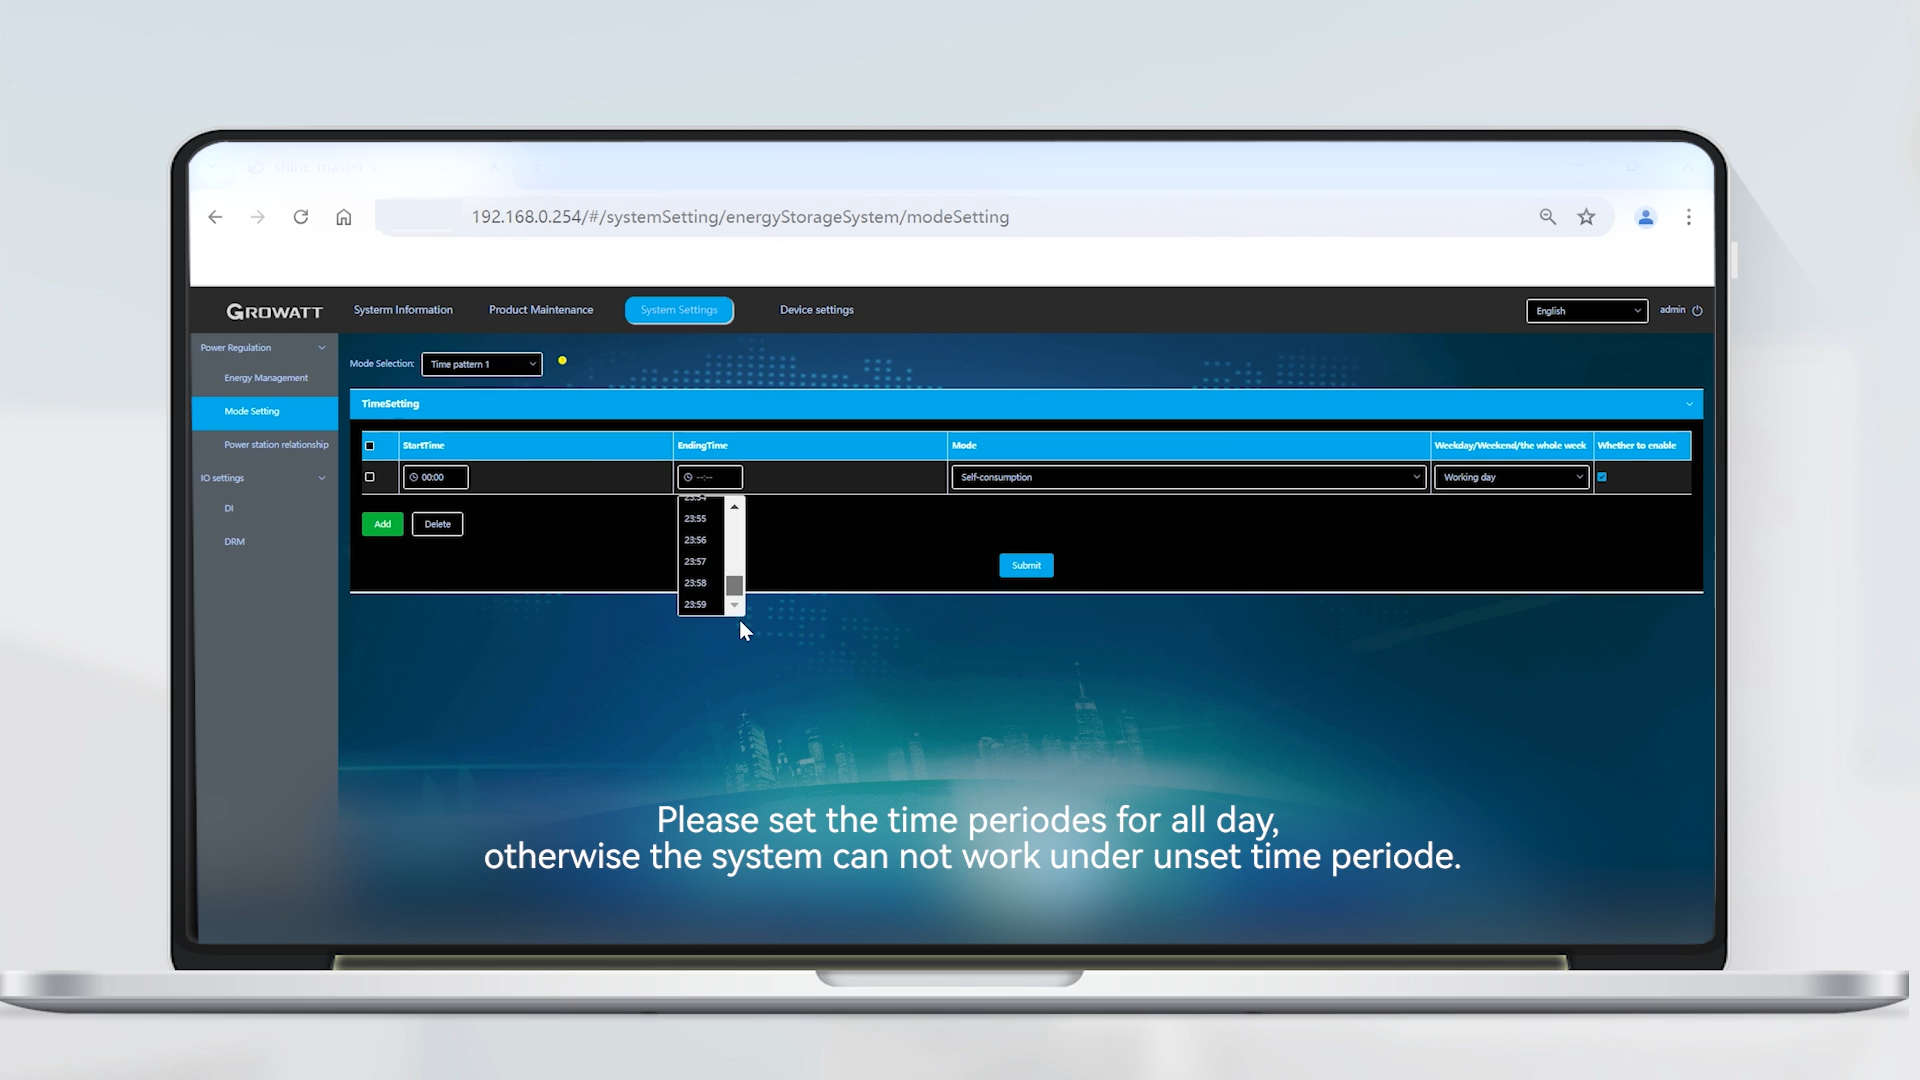 192.168.0.254/#/systemSetting/energyStorageSystem/modeSetting
GROWATT
System Information
Product Maintenance
System Settings
Device settings
English
admin
Power Regulation
Energy Management
Mode Setting
Power station relationship
IO settings
DI
DRM
Mode Selection:
Time pattern 1
TimeSetting
StartTime
EndingTime
Mode
Weekday/Weekend/the whole week
Whether to enable
00:00
--:--
Self-consumption
Working day
23:54
23:55
23:56
23:57
23:58
23:59
Add
Delete
Submit
Please set the time periodes for all day,
otherwise the system can not work under unset time periode.